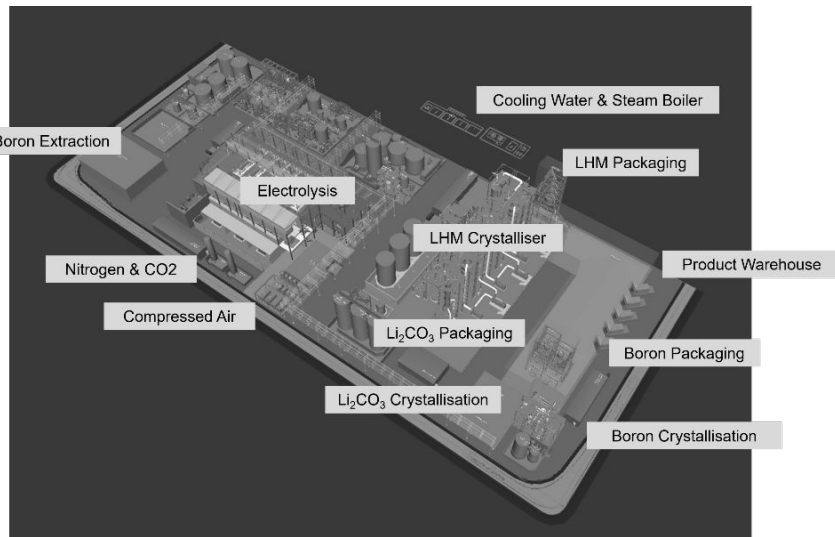 Cooling Water & Steam Boiler
Boron Extraction
LHM Packaging
Electrolysis
LHM Crystalliser
Nitrogen & CO2
Product Warehouse
Compressed Air
Li₂CO₃ Packaging
Boron Packaging
Li₂CO₃ Crystallisation
Boron Crystallisation